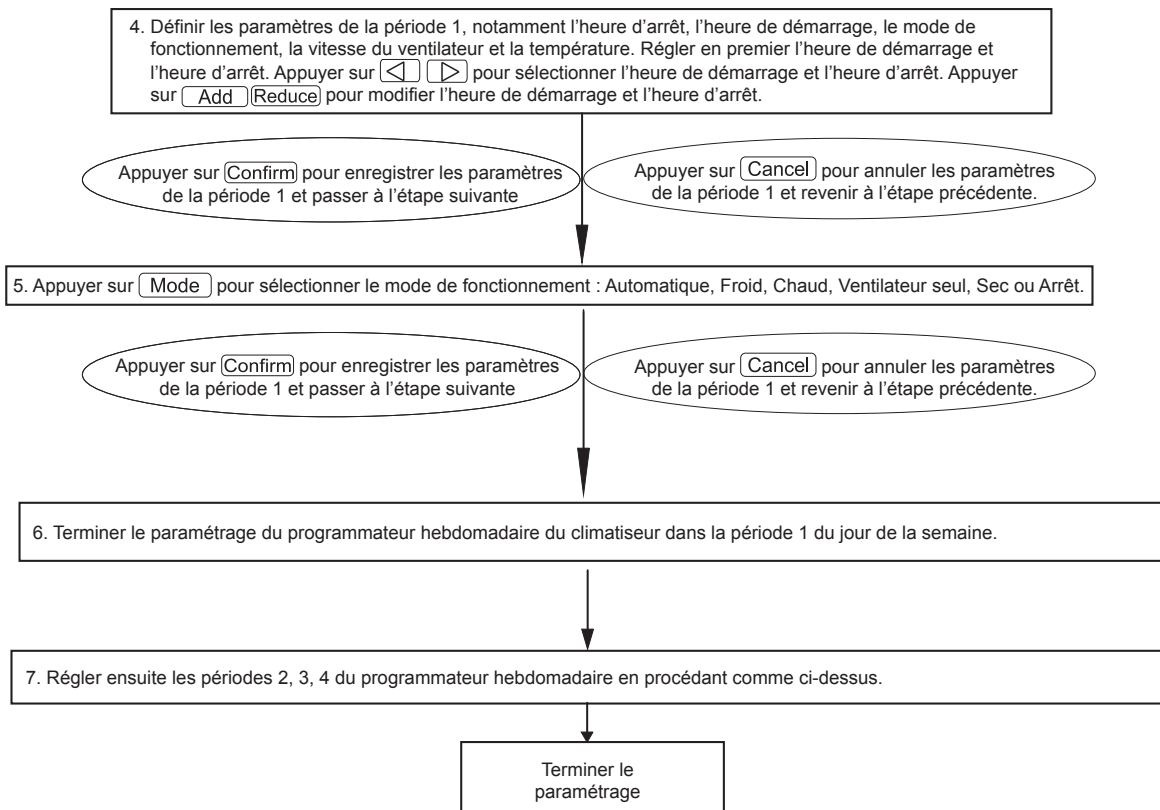 4. Définir les paramètres de la période 1, notamment l'heure d'arrêt, l'heure de démarrage, le mode de
fonctionnement, la vitesse du ventilateur et la température. Régler en premier l'heure de démarrage et
l'heure d'arrêt. Appuyer sur ◁ ▷ pour sélectionner l'heure de démarrage et l'heure d'arrêt. Appuyer
sur Add Reduce pour modifier l'heure de démarrage et l'heure d'arrêt.
Appuyer sur Confirm pour enregistrer les paramètres
de la période 1 et passer à l'étape suivante
Appuyer sur Cancel pour annuler les paramètres
de la période 1 et revenir à l'étape précédente.
5. Appuyer sur Mode pour sélectionner le mode de fonctionnement : Automatique, Froid, Chaud, Ventilateur seul, Sec ou Arrêt.
Appuyer sur Confirm pour enregistrer les paramètres
de la période 1 et passer à l'étape suivante
Appuyer sur Cancel pour annuler les paramètres
de la période 1 et revenir à l'étape précédente.
6. Terminer le paramétrage du programmateur hebdomadaire du climatiseur dans la période 1 du jour de la semaine.
7. Régler ensuite les périodes 2, 3, 4 du programmateur hebdomadaire en procédant comme ci-dessus.
Terminer le
paramétrage